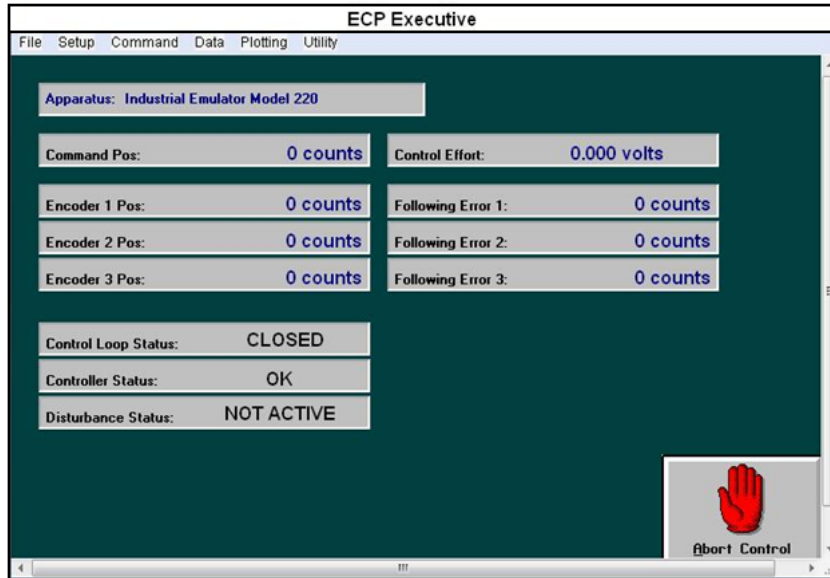 ECP Executive
File Setup Command Data Plotting Utility
Apparatus: Industrial Emulator Model 220
Command Pos: 0 counts Control Effort: 0.000 volts
Encoder 1 Pos: 0 counts Following Error 1: 0 counts
Encoder 2 Pos: 0 counts Following Error 2: 0 counts
Encoder 3 Pos: 0 counts Following Error 3: 0 counts
Control Loop Status: CLOSED
Controller Status: OK
Disturbance Status: NOT ACTIVE
Abort Control